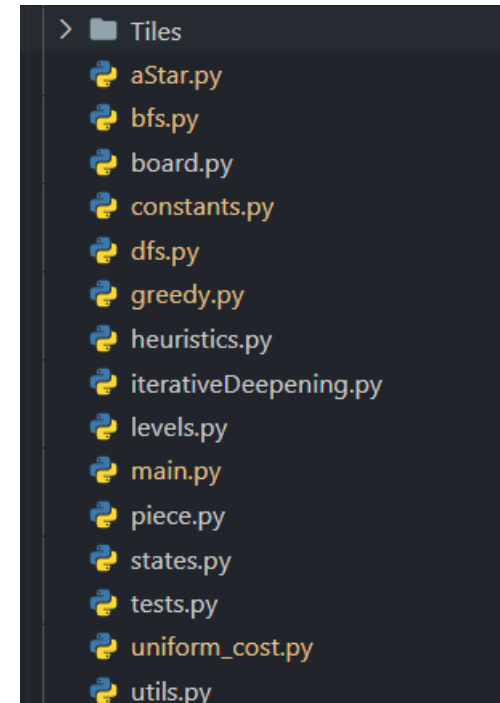 Tiles
aStar.py
bfs.py
board.py
constants.py
dfs.py
greedy.py
heuristics.py
iterativeDeepening.py
levels.py
main.py
piece.py
states.py
tests.py
uniform_cost.py
utils.py